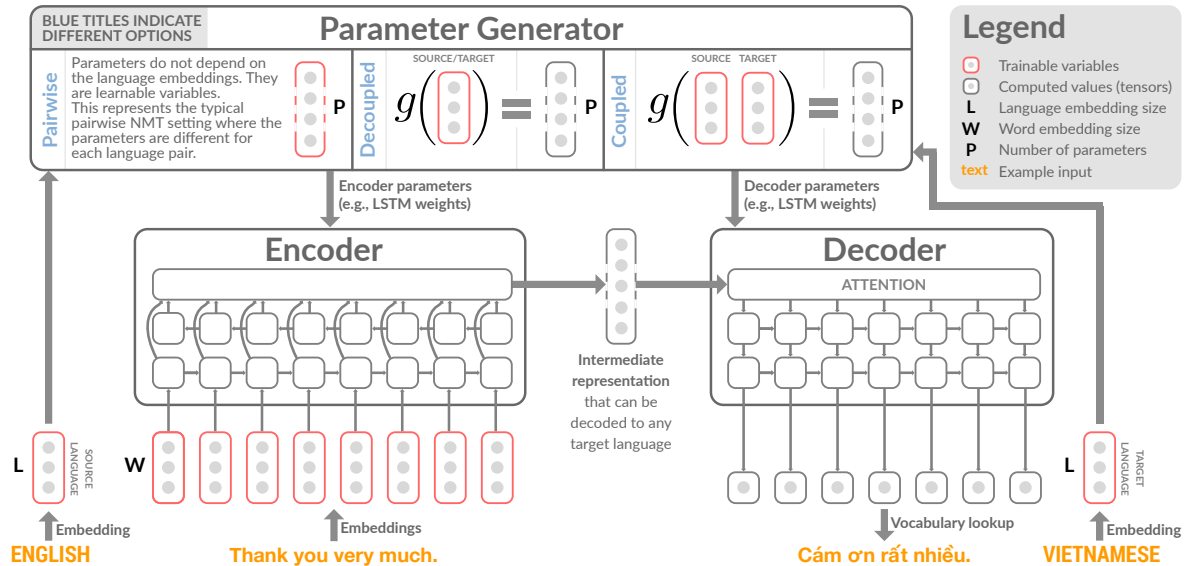 BLUE TITLES INDICATE
DIFFERENT OPTIONS
Parameter Generator
Pairwise
Parameters do not depend on
the language embeddings. They
are learnable variables.
This represents the typical
pairwise NMT setting where the
parameters are different for
each language pair.
P
Decoupled
SOURCE/TARGET
g( ) =
P
Coupled
SOURCE TARGET
g( ) =
P
Legend
Trainable variables
Computed values (tensors)
L Language embedding size
W Word embedding size
P Number of parameters
text Example input
Encoder parameters
(e.g., LSTM weights)
Decoder parameters
(e.g., LSTM weights)
Encoder
Decoder
ATTENTION
Intermediate
representation
that can be
decoded to any
target language
L
SOURCE
LANGUAGE
W
L
TARGET
LANGUAGE
Embedding
Embeddings
Vocabulary lookup
Embedding
ENGLISH
Thank you very much.
Cám ơn rất nhiều.
VIETNAMESE